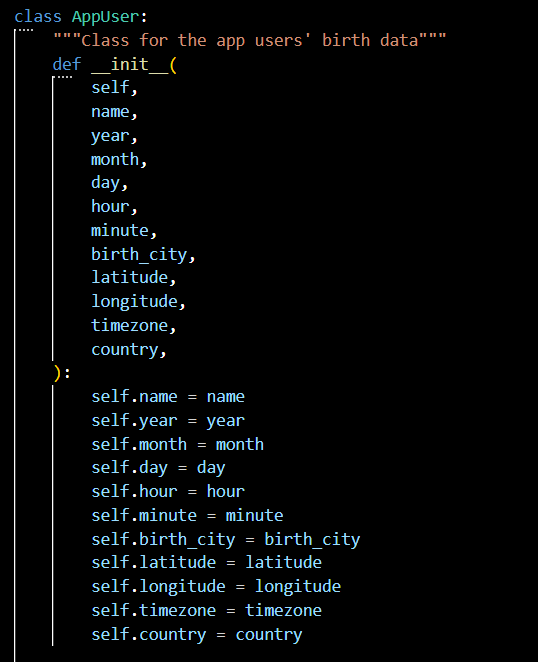 class AppUser:
    """Class for the app users' birth data"""
    def __init__(
        self,
        name,
        year,
        month,
        day,
        hour,
        minute,
        birth_city,
        latitude,
        longitude,
        timezone,
        country,
    ):
        self.name = name
        self.year = year
        self.month = month
        self.day = day
        self.hour = hour
        self.minute = minute
        self.birth_city = birth_city
        self.latitude = latitude
        self.longitude = longitude
        self.timezone = timezone
        self.country = country